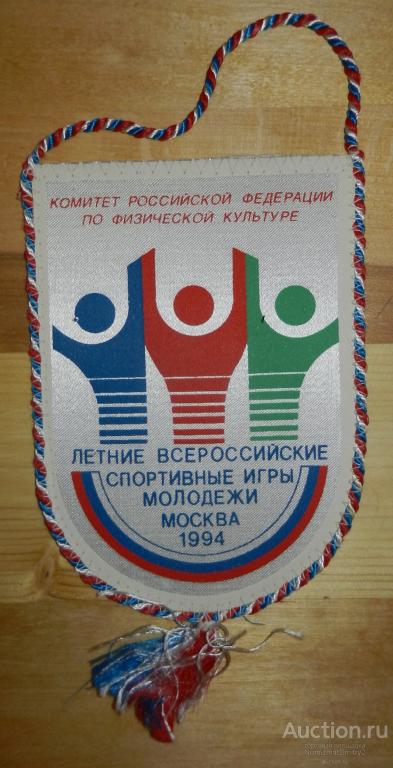 КОМИТЕТ РОССИЙСКОЙ ФЕДЕРАЦИИ
ПО ФИЗИЧЕСКОЙ КУЛЬТУРЕ
ЛЕТНИЕ ВСЕРОССИЙСКИЕ
СПОРТИВНЫЕ ИГРЫ
МОЛОДЕЖИ
МОСКВА
1994
Auction.ru